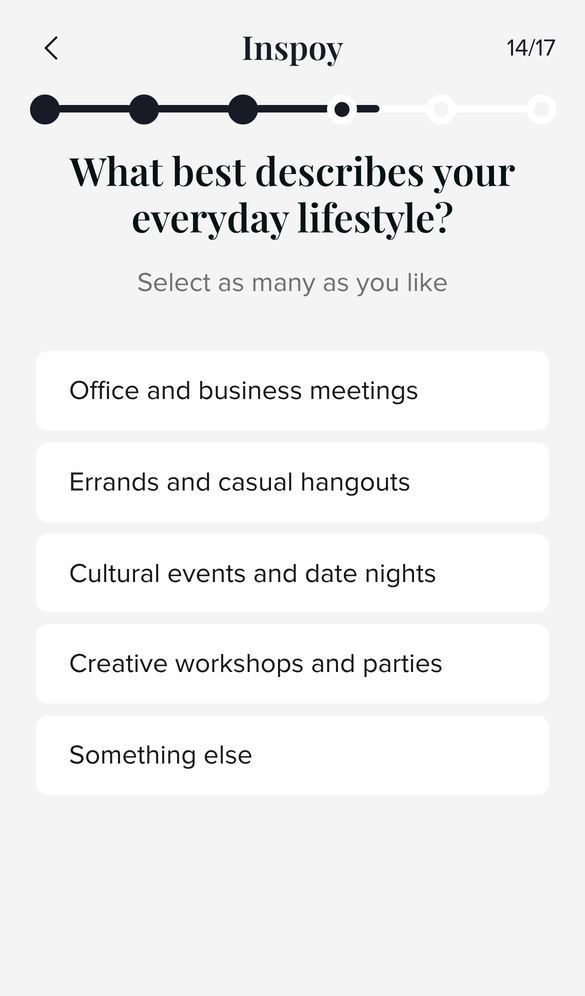 Inspoy
14/17
What best describes your
everyday lifestyle?
Select as many as you like
Office and business meetings
Errands and casual hangouts
Cultural events and date nights
Creative workshops and parties
Something else